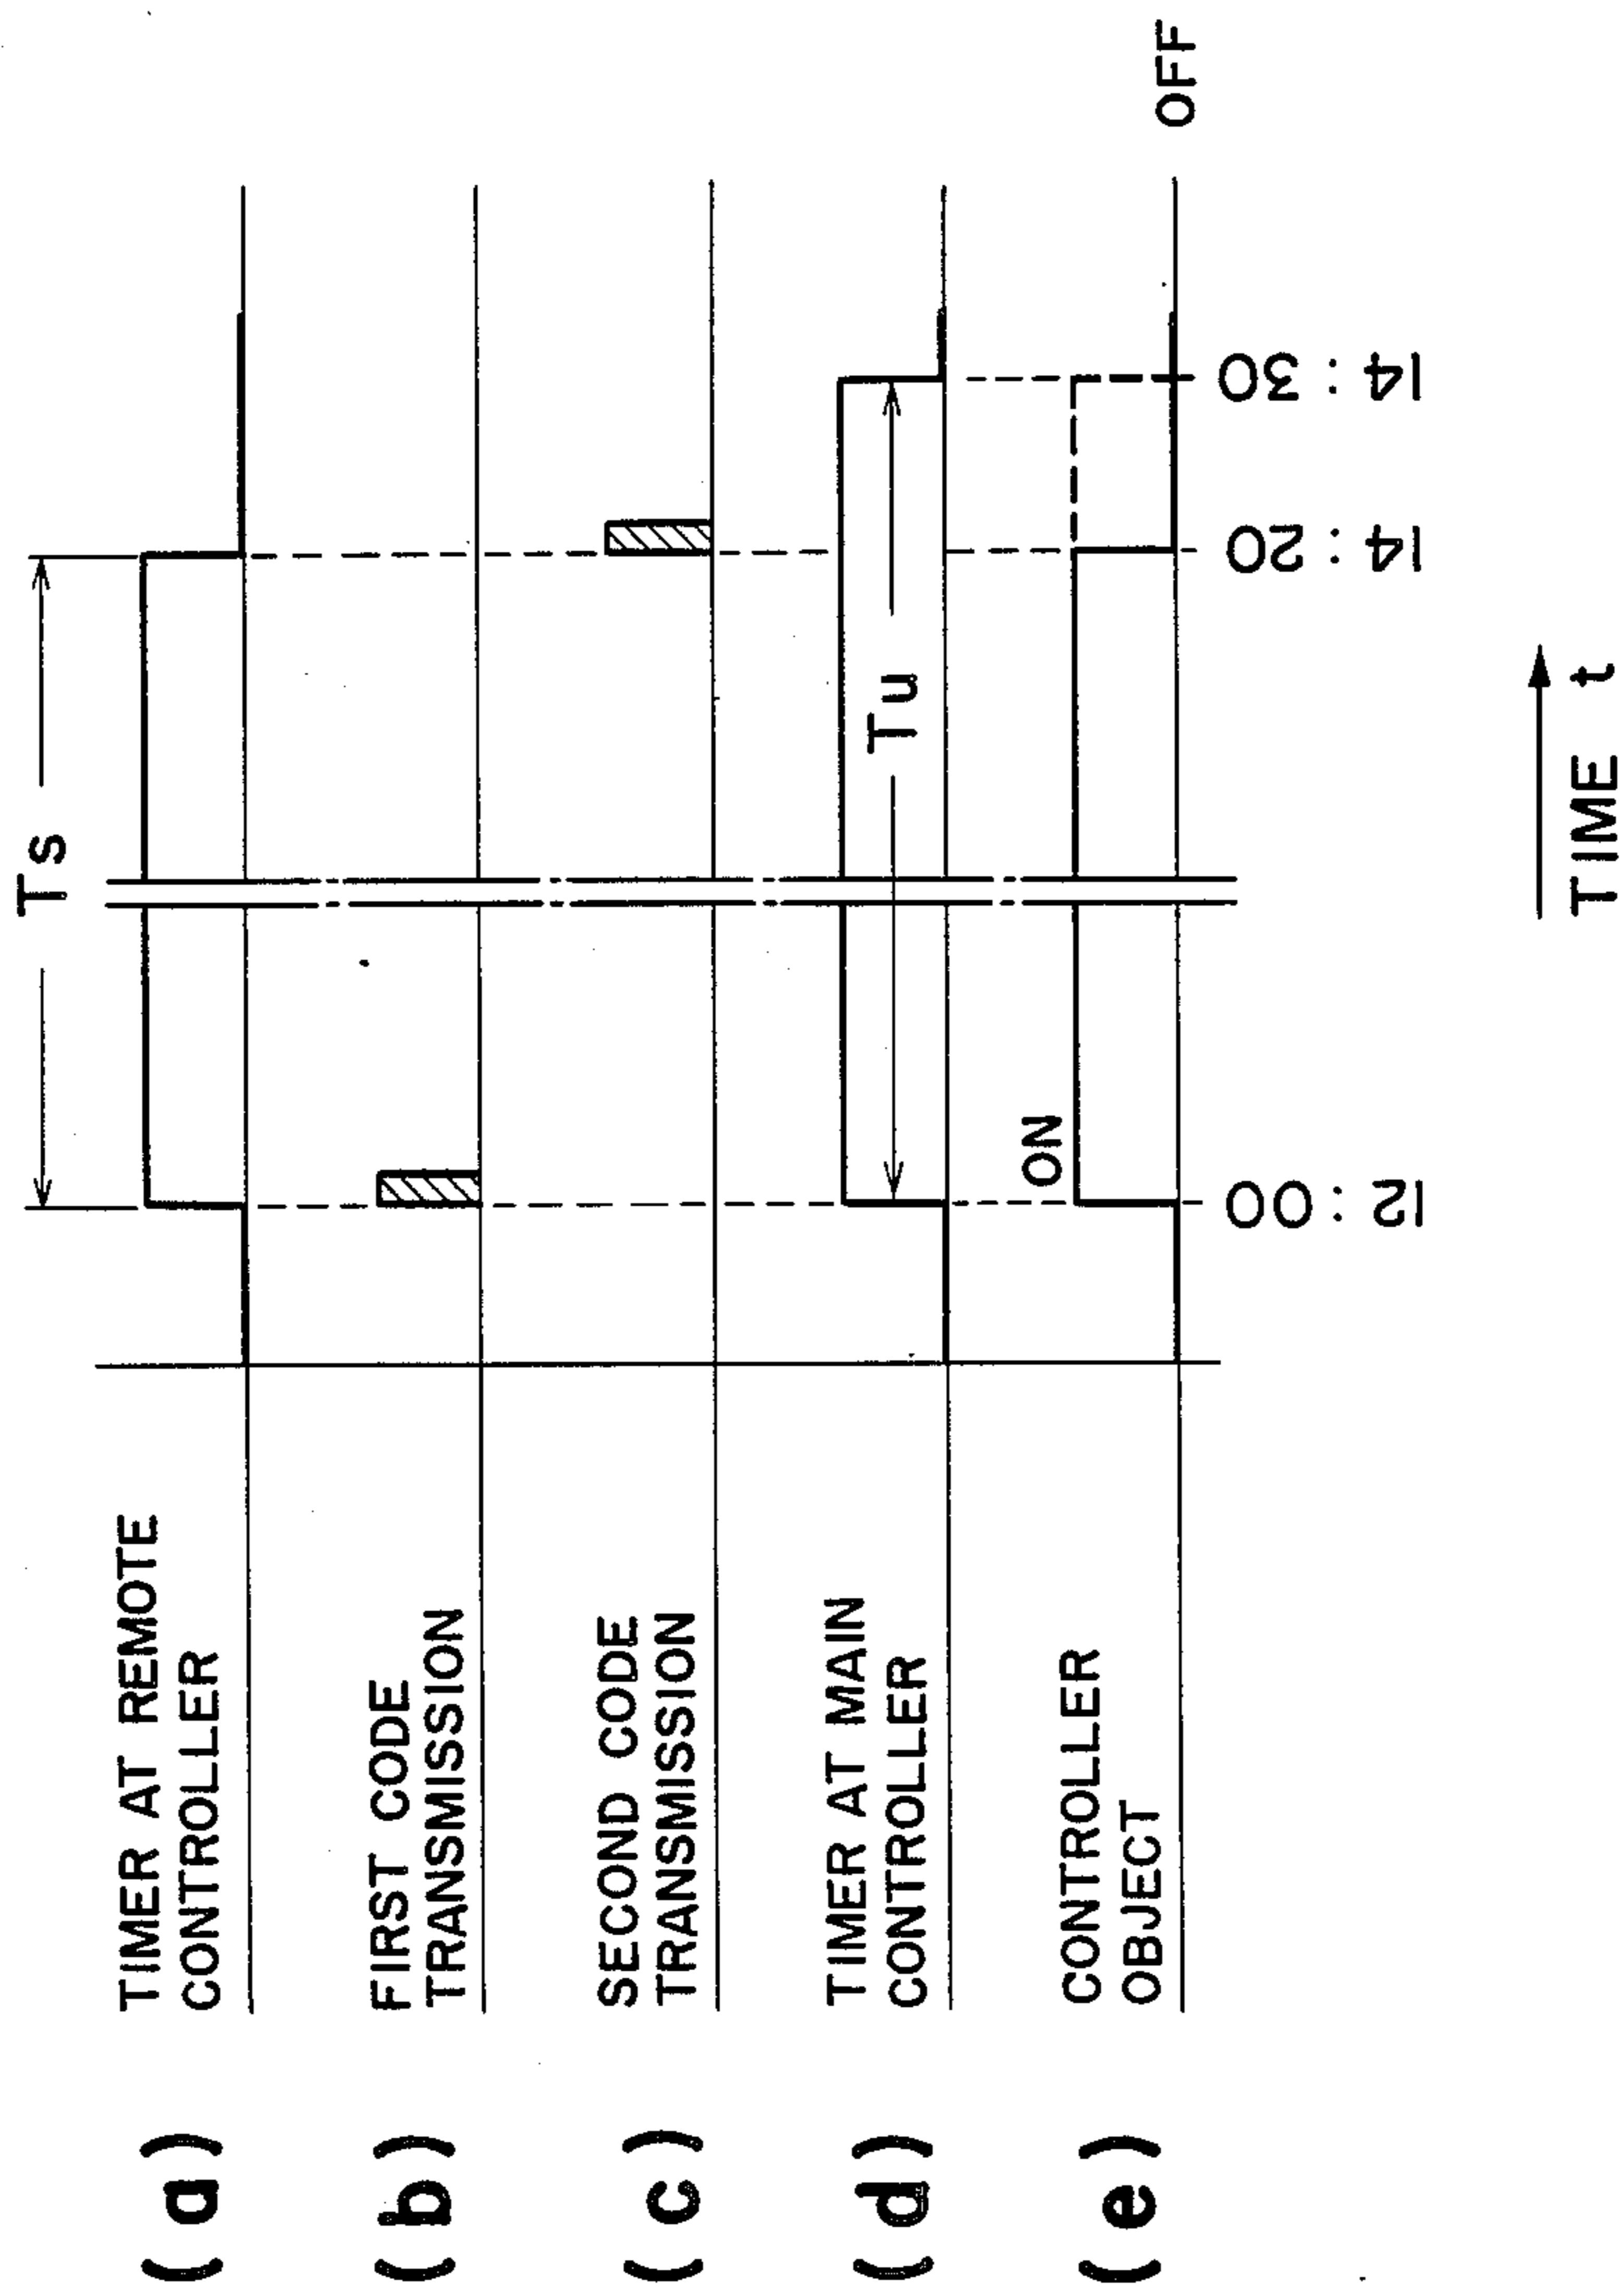 Ts
(a) TIMER AT REMOTE
CONTROLLER
(b) FIRST CODE
TRANSMISSION
(c) SECOND CODE
TRANSMISSION
(d) TIMER AT MAIN
CONTROLLER
Tu
(e) CONTROLLER
OBJECT
ON
OFF
12:00
14:20
14:30
TIME t